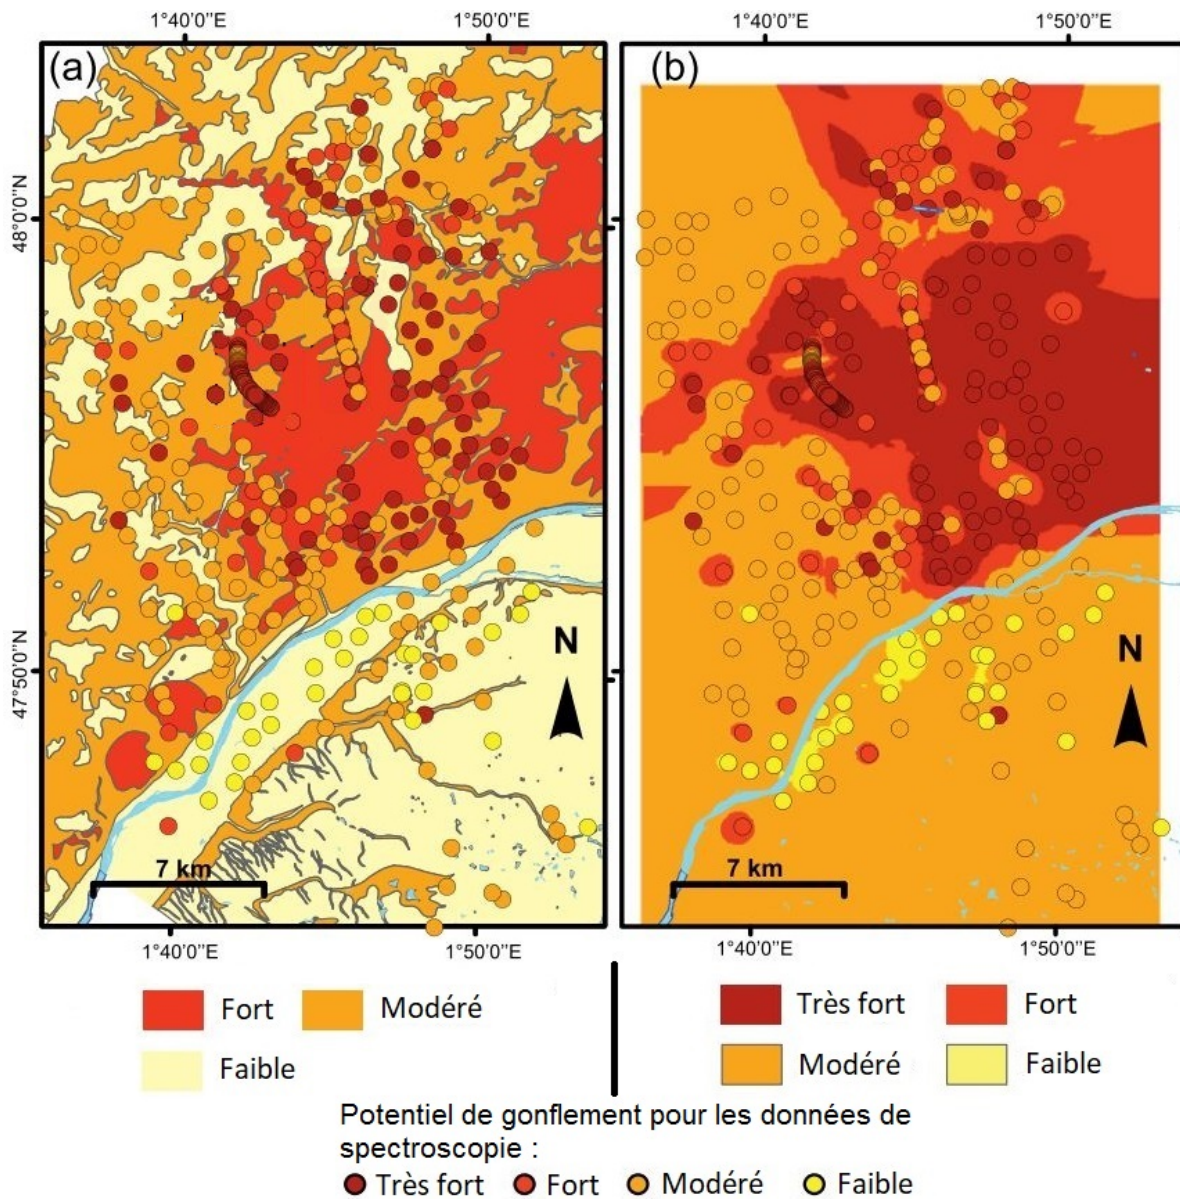 1°40'0"E
1°50'0"E
1°40'0"E
1°50'0"E
(a)
(b)
48°0'0"N
47°50'0"N
N
N
7 km
7 km
1°40'0"E
1°50'0"E
1°40'0"E
1°50'0"E
Fort
Modéré
Faible
Très fort
Fort
Modéré
Faible
Potentiel de gonflement pour les données de
spectroscopie :
Très fort
Fort
Modéré
Faible